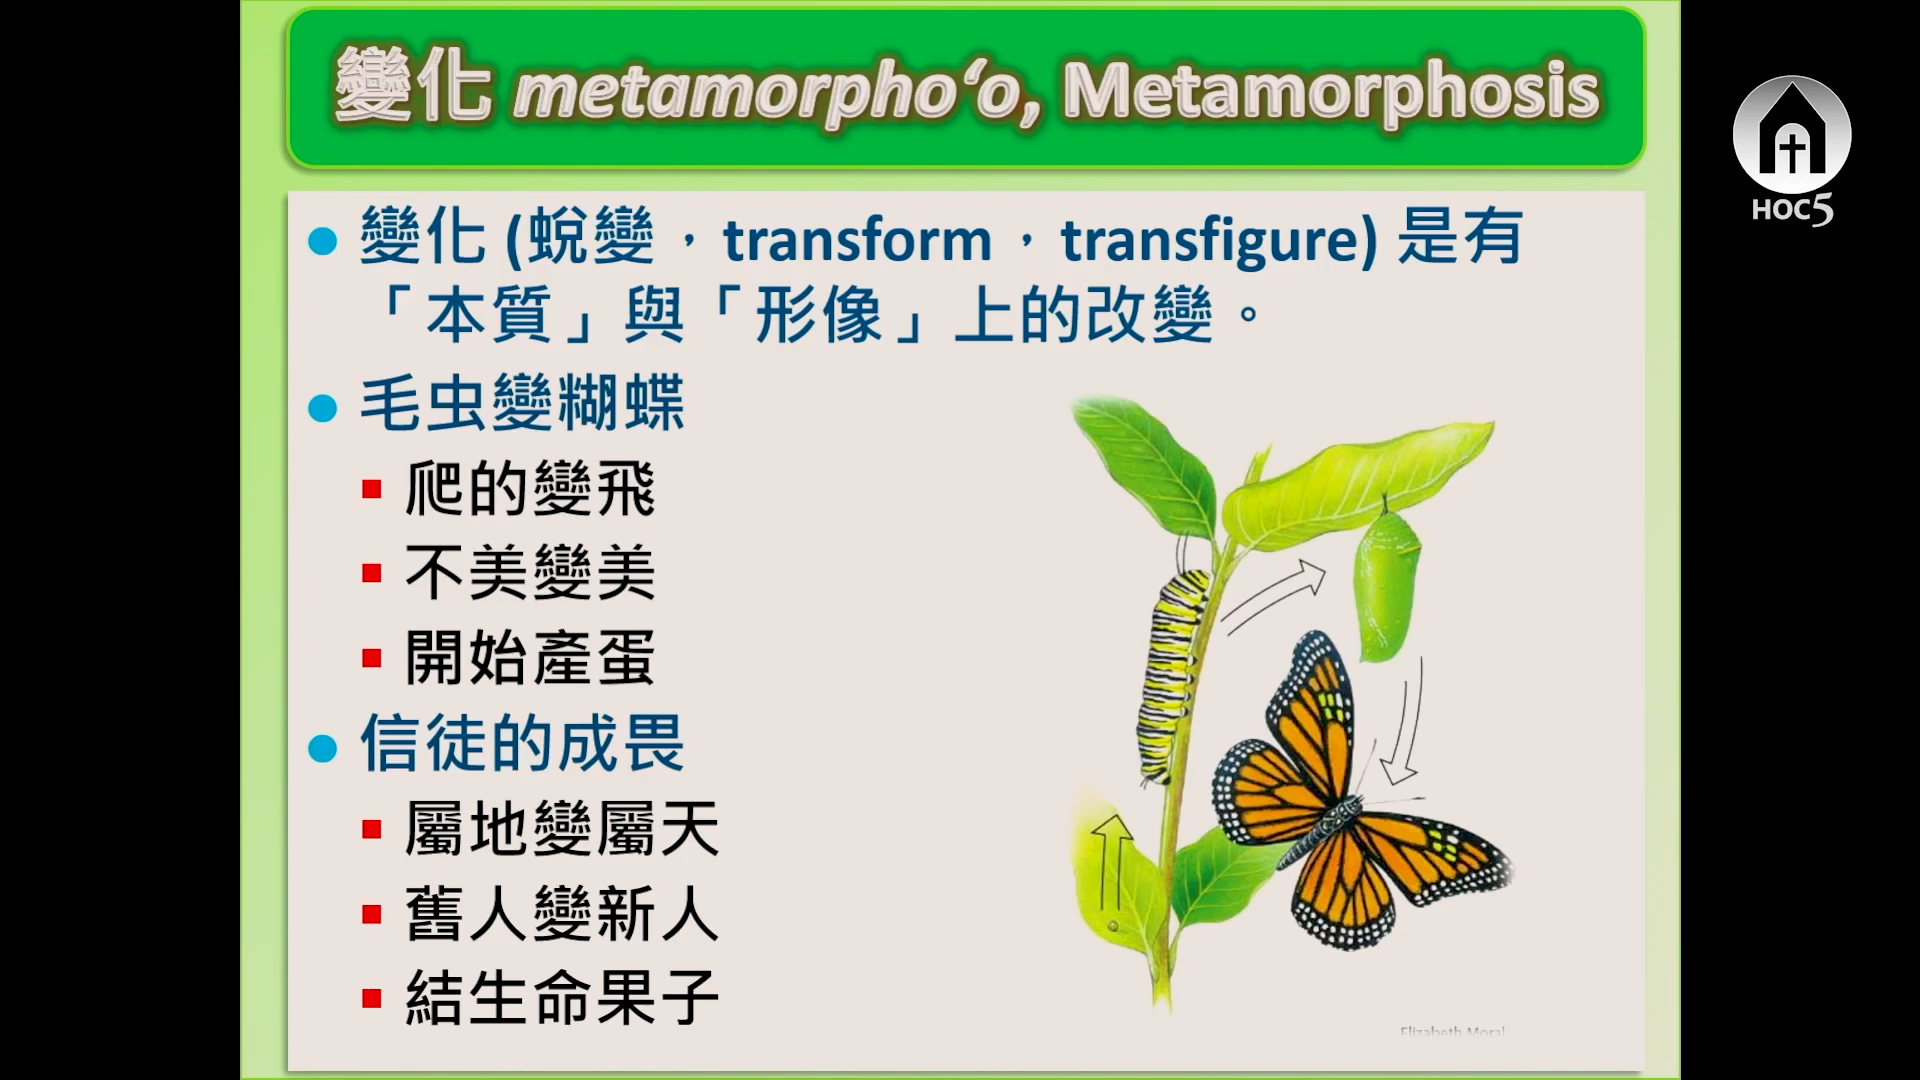 變化 metamorpho‘o, Metamorphosis
變化 (蛻變，transform，transfigure) 是有
「本質」與「形像」上的改變。
毛虫變糊蝶
爬的變飛
不美變美
開始產蛋
信徒的成畏
屬地變屬天
舊人變新人
結生命果子
Elizabeth Moral
HOC5